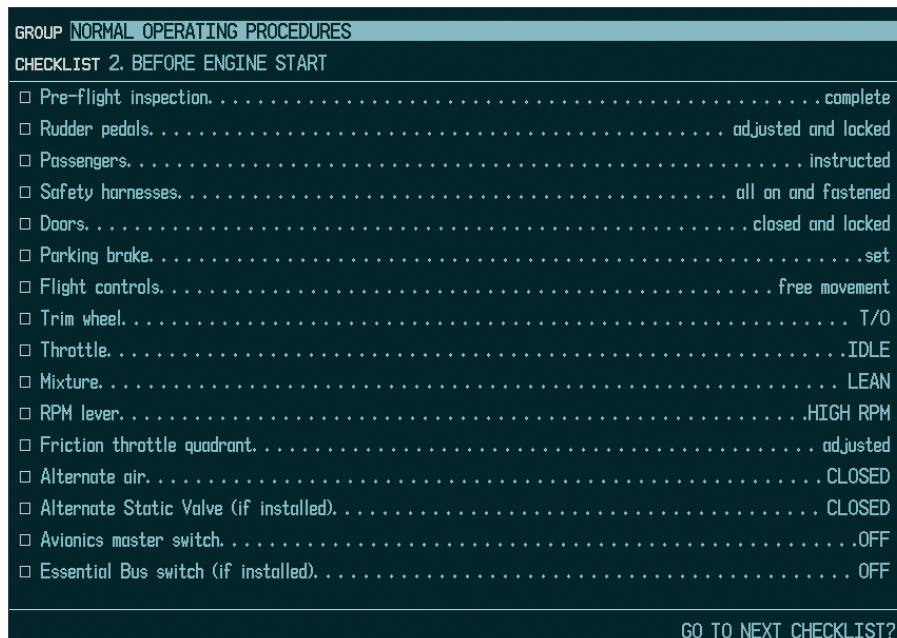 GROUP NORMAL OPERATING PROCEDURES
CHECKLIST 2. BEFORE ENGINE START
□ Pre-flight inspection. . . . . . . . . . . . . . . . . . . . . . . . . . . . . . . . . . . . . . . . . . . . . . . . . . . complete
□ Rudder pedals. . . . . . . . . . . . . . . . . . . . . . . . . . . . . . . . . . . . . . . . . . . . . . . . adjusted and locked
□ Passengers. . . . . . . . . . . . . . . . . . . . . . . . . . . . . . . . . . . . . . . . . . . . . . . . . . . . . . . . instructed
□ Safety harnesses. . . . . . . . . . . . . . . . . . . . . . . . . . . . . . . . . . . . . . . . . . . . . . all on and fastened
□ Doors. . . . . . . . . . . . . . . . . . . . . . . . . . . . . . . . . . . . . . . . . . . . . . . . . . . . . . . closed and locked
□ Parking brake. . . . . . . . . . . . . . . . . . . . . . . . . . . . . . . . . . . . . . . . . . . . . . . . . . . . . . . . . . . .set
□ Flight controls. . . . . . . . . . . . . . . . . . . . . . . . . . . . . . . . . . . . . . . . . . . . . . . . . . . . free movement
□ Trim wheel. . . . . . . . . . . . . . . . . . . . . . . . . . . . . . . . . . . . . . . . . . . . . . . . . . . . . . . . . . . . . T/O
□ Throttle. . . . . . . . . . . . . . . . . . . . . . . . . . . . . . . . . . . . . . . . . . . . . . . . . . . . . . . . . . . . . .IDLE
□ Mixture. . . . . . . . . . . . . . . . . . . . . . . . . . . . . . . . . . . . . . . . . . . . . . . . . . . . . . . . . . . . . . LEAN
□ RPM lever. . . . . . . . . . . . . . . . . . . . . . . . . . . . . . . . . . . . . . . . . . . . . . . . . . . . . . . . . .HIGH RPM
□ Friction throttle quadrant. . . . . . . . . . . . . . . . . . . . . . . . . . . . . . . . . . . . . . . . . . . . . . . adjusted
□ Alternate air. . . . . . . . . . . . . . . . . . . . . . . . . . . . . . . . . . . . . . . . . . . . . . . . . . . . . . . . . CLOSED
□ Alternate Static Valve (if installed). . . . . . . . . . . . . . . . . . . . . . . . . . . . . . . . . . . . . . . . . CLOSED
□ Avionics master switch. . . . . . . . . . . . . . . . . . . . . . . . . . . . . . . . . . . . . . . . . . . . . . . . . . . . .OFF
□ Essential Bus switch (if installed). . . . . . . . . . . . . . . . . . . . . . . . . . . . . . . . . . . . . . . . . . . . OFF
GO TO NEXT CHECKLIST?